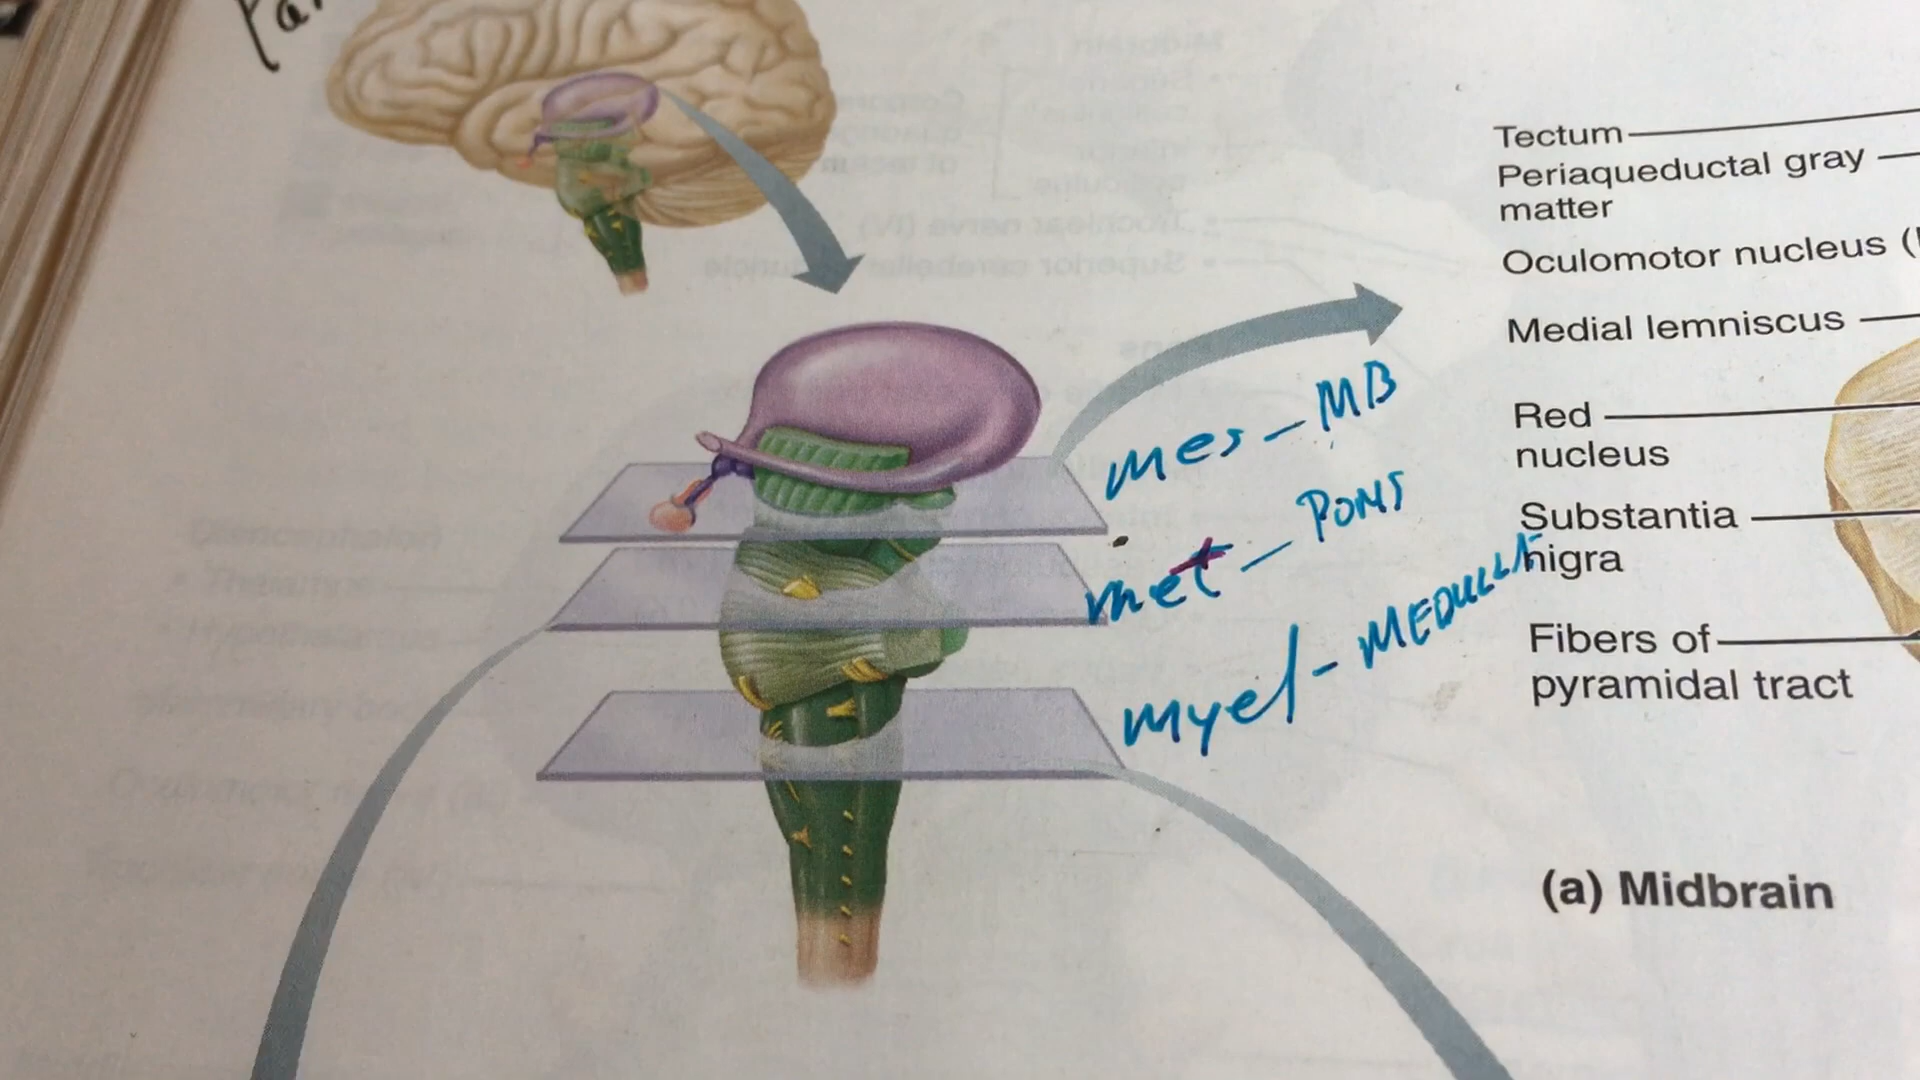 Tectum
Periaqueductal gray
matter
Oculomotor nucleus (
Medial lemniscus
Red
nucleus
Substantia
nigra
Fibers of
pyramidal tract
mes - MB
met - PONS
myel - MEDULLA
(a) Midbrain